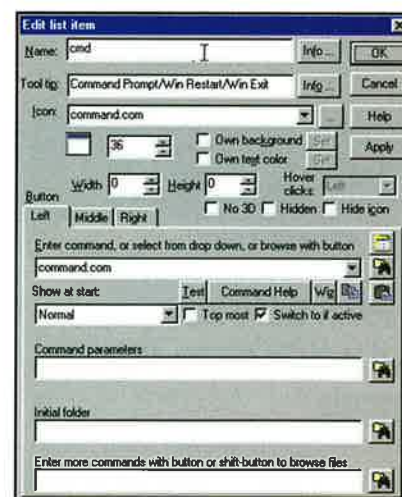 Edit list item
Name: cmd Info ... OK
Tool tip: Command Prompt/Win Restart/Win Exit Info ... Cancel
Icon: command.com ... Help
36 Own background Set Apply
Own text color Set
Width 0 Height 0 Hover clicks: Left
Button No 3D Hidden Hide icon
Left Middle Right
Enter command, or select from drop down, or browse with button
command.com
Show at start: Test Command Help Wiz
Normal Top most Switch to if active
Command parameters
Initial folder
Enter more commands with button or shift-button to browse files